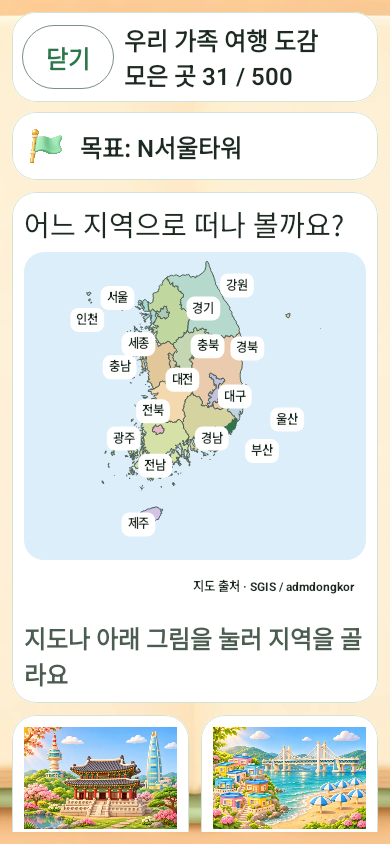 닫기
우리 가족 여행 도감
모은 곳 31 / 500
목표: N서울타워
어느 지역으로 떠나 볼까요?
강원
서울
경기
인천
세종
충북
경북
충남
대전
대구
전북
울산
광주
경남
부산
전남
제주
지도 출처 · SGIS / admdongkor
지도나 아래 그림을 눌러 지역을 골
라요